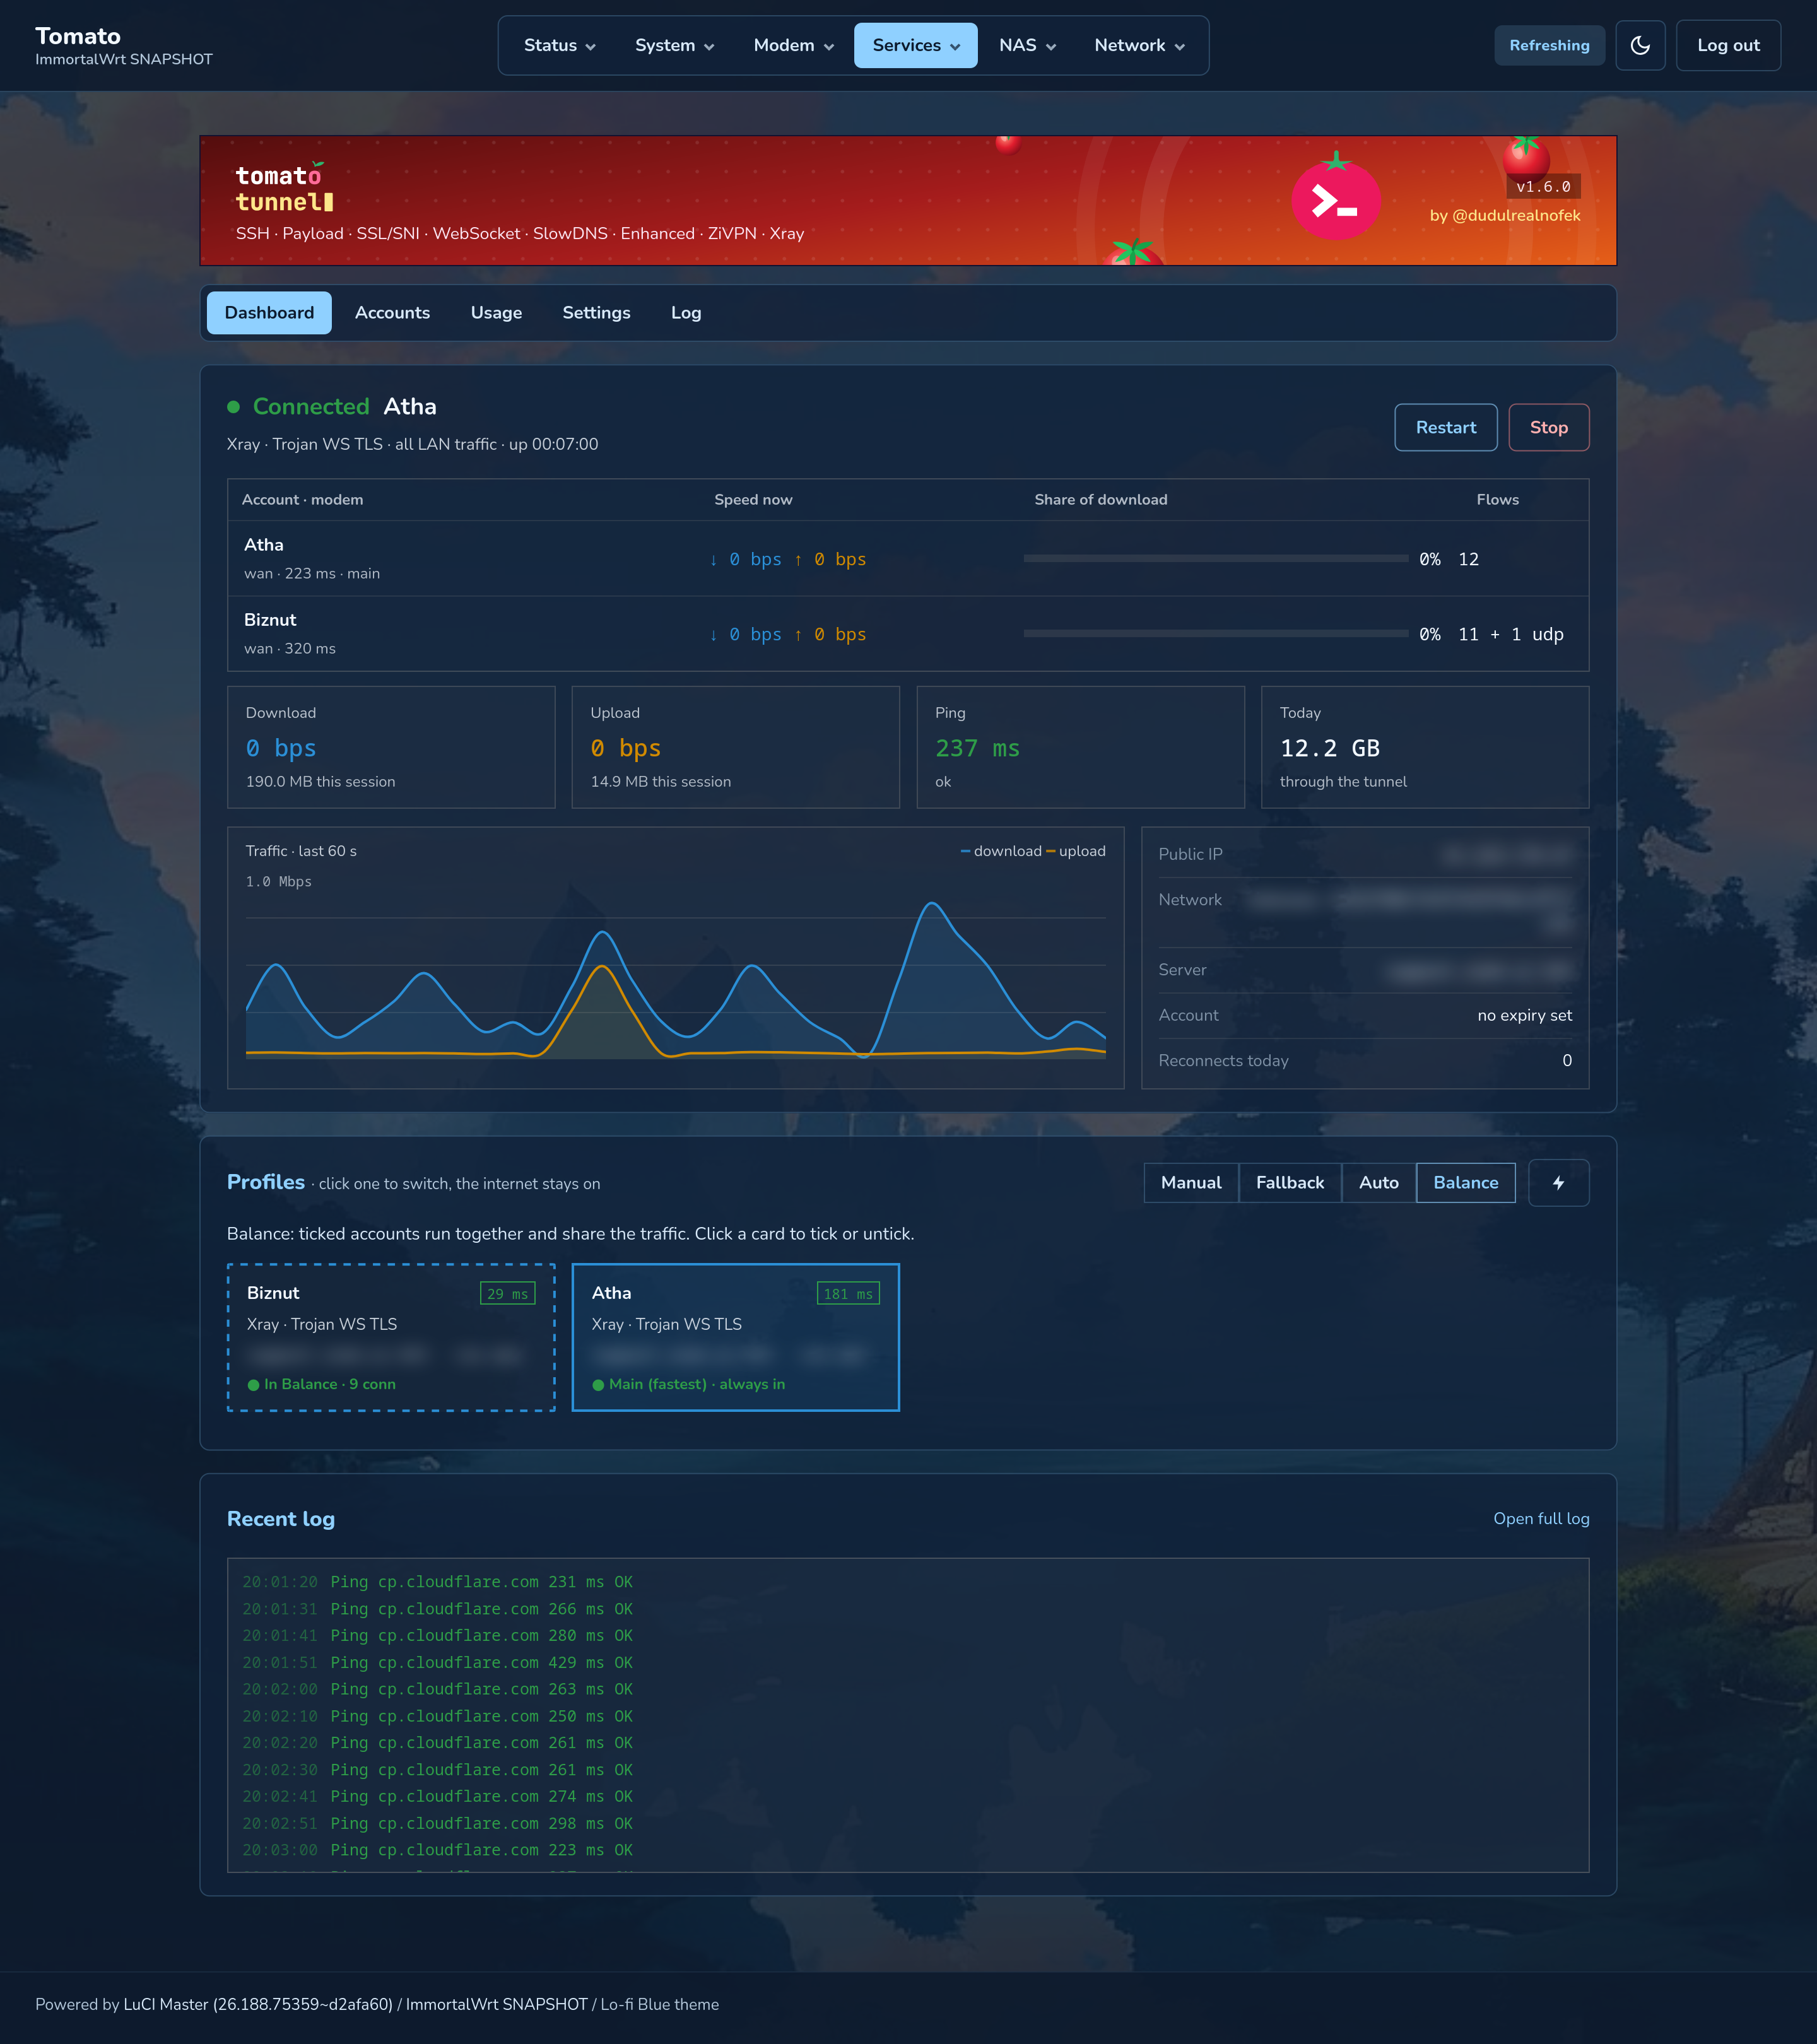 Tomato
ImmortalWrt SNAPSHOT
Status
System
Modem
Services
NAS
Network
Refreshing
Log out
tomato
tunnel
SSH · Payload · SSL/SNI · WebSocket · SlowDNS · Enhanced · ZiVPN · Xray
v1.6.0
by @dudulrealnofek
Dashboard
Accounts
Usage
Settings
Log
Connected Atha
Xray · Trojan WS TLS · all LAN traffic · up 00:07:00
Restart
Stop
Account · modem
Speed now
Share of download
Flows
Atha
wan · 223 ms · main
↓ 0 bps ↑ 0 bps
0%
12
Biznut
wan · 320 ms
↓ 0 bps ↑ 0 bps
0%
11 + 1 udp
Download
0 bps
190.0 MB this session
Upload
0 bps
14.9 MB this session
Ping
237 ms
ok
Today
12.2 GB
through the tunnel
Traffic · last 60 s
download
upload
1.0 Mbps
Public IP
Network
Server
Account
no expiry set
Reconnects today
0
Profiles · click one to switch, the internet stays on
Manual
Fallback
Auto
Balance
Balance: ticked accounts run together and share the traffic. Click a card to tick or untick.
Biznut
29 ms
Xray · Trojan WS TLS
In Balance · 9 conn
Atha
181 ms
Xray · Trojan WS TLS
Main (fastest) · always in
Recent log
Open full log
20:01:20 Ping cp.cloudflare.com 231 ms OK
20:01:31 Ping cp.cloudflare.com 266 ms OK
20:01:41 Ping cp.cloudflare.com 280 ms OK
20:01:51 Ping cp.cloudflare.com 429 ms OK
20:02:00 Ping cp.cloudflare.com 263 ms OK
20:02:10 Ping cp.cloudflare.com 250 ms OK
20:02:20 Ping cp.cloudflare.com 261 ms OK
20:02:30 Ping cp.cloudflare.com 261 ms OK
20:02:41 Ping cp.cloudflare.com 274 ms OK
20:02:51 Ping cp.cloudflare.com 298 ms OK
20:03:00 Ping cp.cloudflare.com 223 ms OK
Powered by LuCI Master (26.188.75359~d2afa60) / ImmortalWrt SNAPSHOT / Lo-fi Blue theme